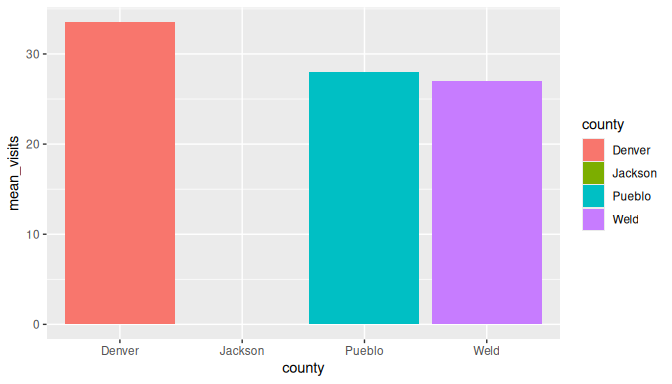 mean_visits
30
20
10
0
Denver
Jackson
Pueblo
Weld
county
county
Denver
Jackson
Pueblo
Weld